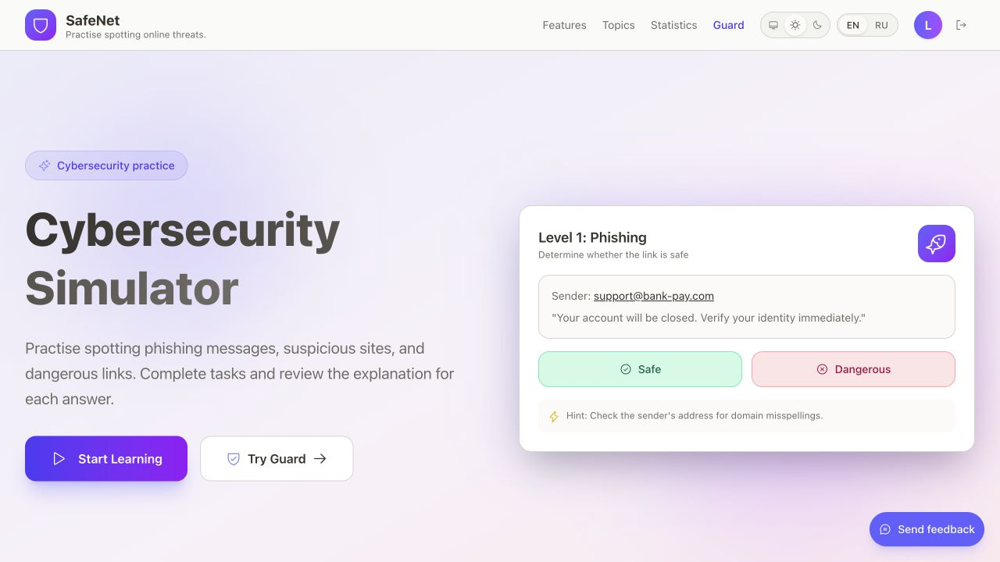 SafeNet
Practise spotting online threats.
Features
Topics
Statistics
Guard
EN
RU
L
Cybersecurity practice
Cybersecurity
Simulator
Practise spotting phishing messages, suspicious sites, and
dangerous links. Complete tasks and review the explanation for
each answer.
Start Learning
Try Guard
Level 1: Phishing
Determine whether the link is safe
Sender: support@bank-pay.com
"Your account will be closed. Verify your identity immediately."
Safe
Dangerous
Hint: Check the sender's address for domain misspellings.
Send feedback